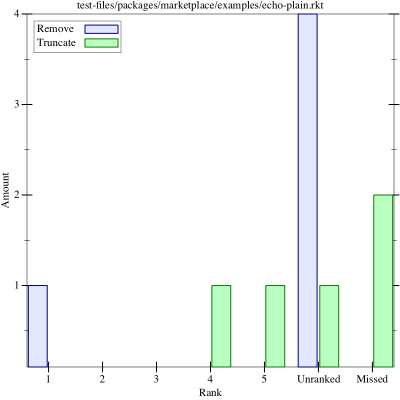 test-files/packages/marketplace/examples/echo-plain.rkt
Remove
Truncate
4
3
2
1
Amount
1 2 3 4 5 Unranked Missed
Rank